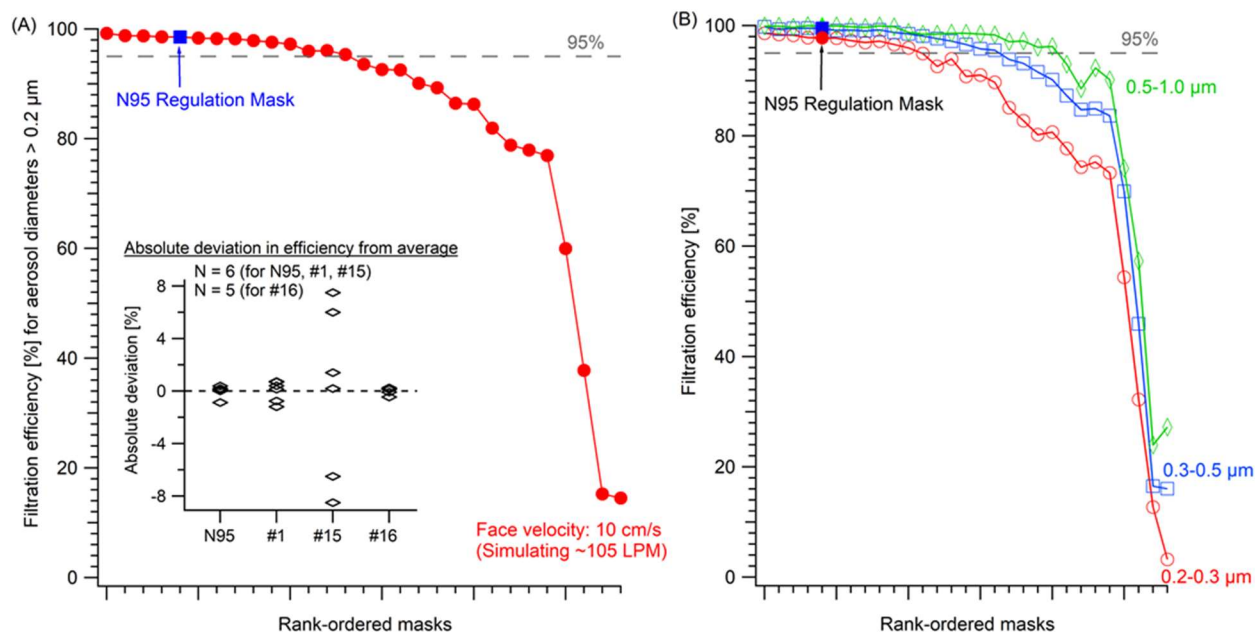 (A)
100
80
60
40
20
0
Filtration efficiency [%] for aerosol diameters > 0.2 µm
95%
N95 Regulation Mask
Absolute deviation in efficiency from average
N = 6 (for N95, #1, #15)
N = 5 (for #16)
8
4
0
-4
-8
Absolute deviation [%]
N95 #1 #15 #16
Face velocity: 10 cm/s
(Simulating ~105 LPM)
Rank-ordered masks
(B)
100
80
60
40
20
0
Filtration efficiency [%]
95%
N95 Regulation Mask
0.5-1.0 µm
0.3-0.5 µm
0.2-0.3 µm
Rank-ordered masks